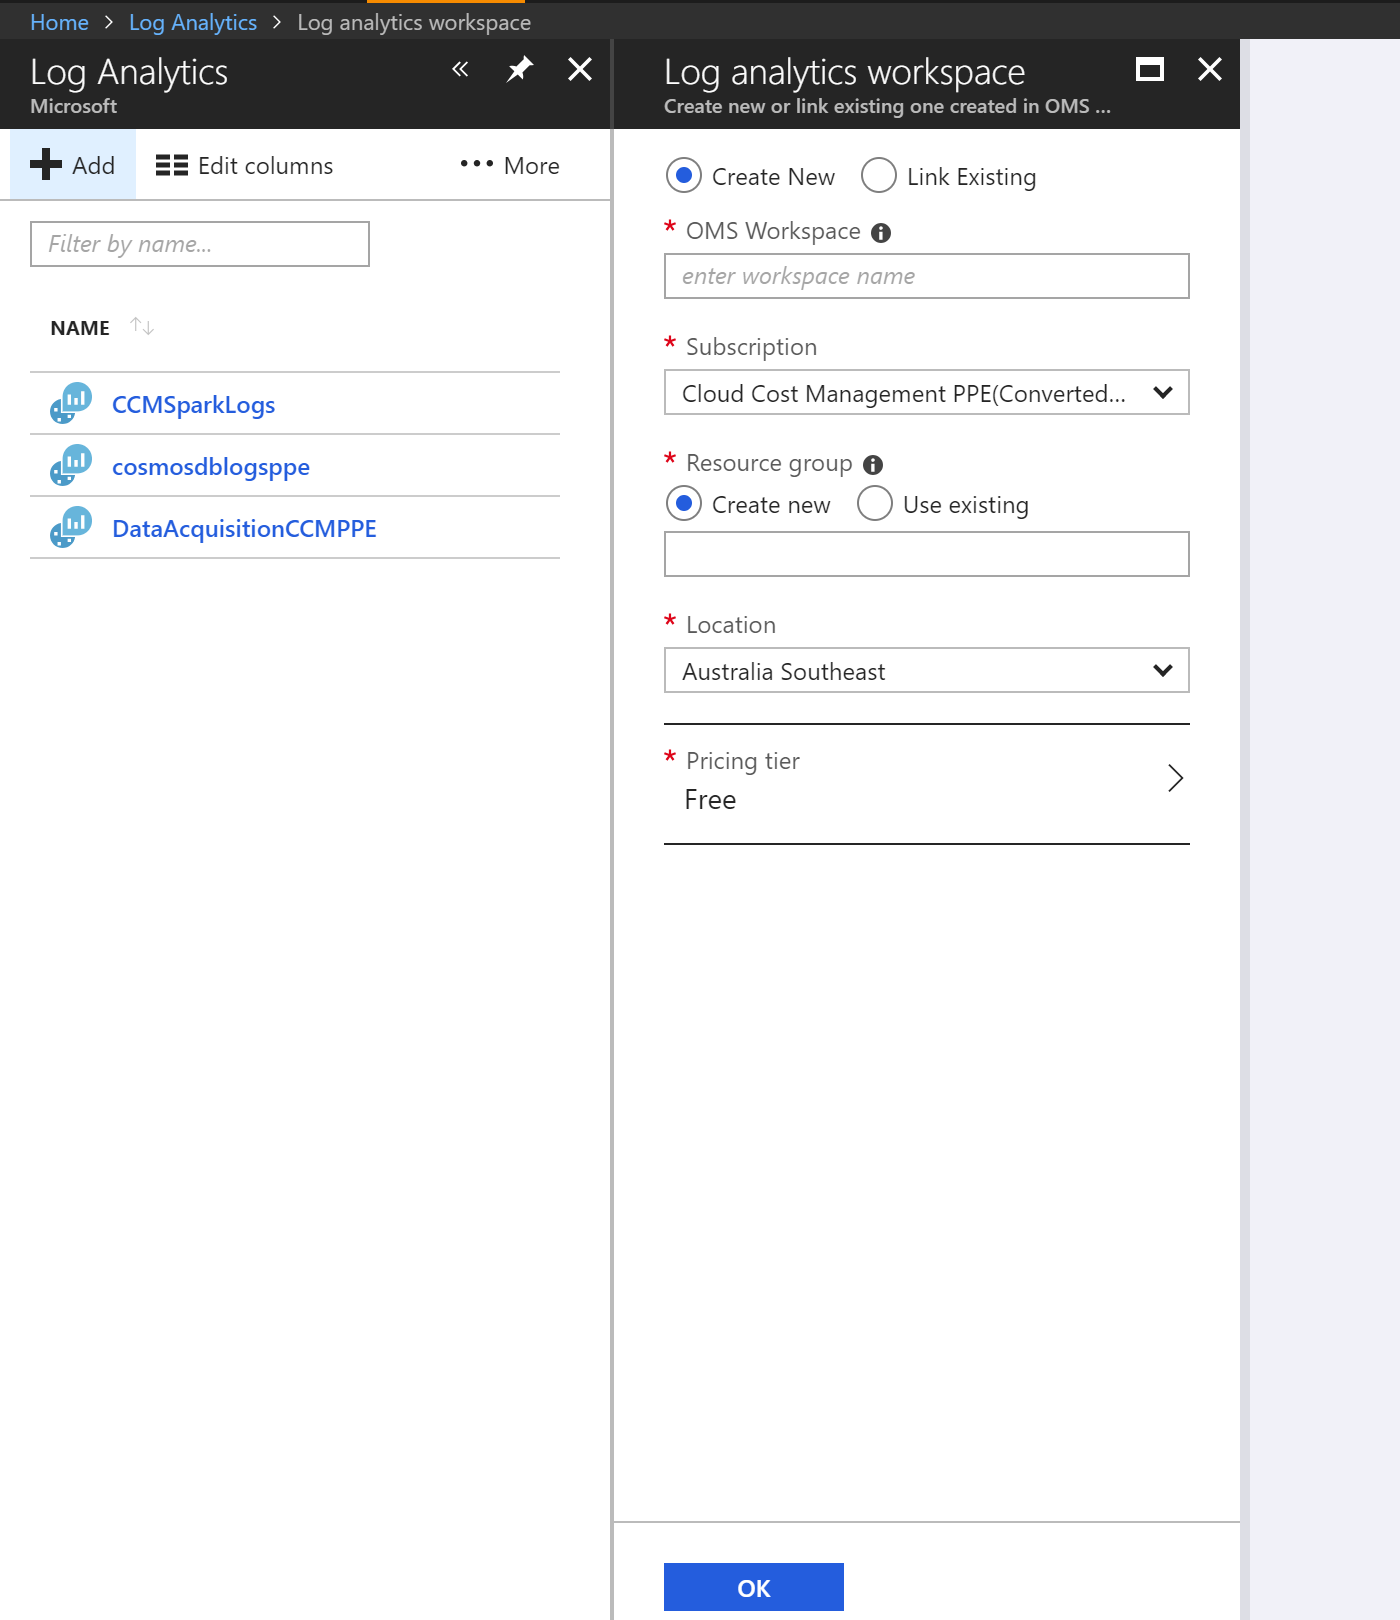 Home > Log Analytics > Log analytics workspace
Log Analytics
Microsoft
Add
Edit columns
··· More
Filter by name...
NAME
CCMSparkLogs
cosmosdblogsppe
DataAcquisitionCCMPPE
Log analytics workspace
Create new or link existing one created in OMS ...
Create New
Link Existing
* OMS Workspace
enter workspace name
* Subscription
Cloud Cost Management PPE(Converted...
* Resource group
Create new
Use existing
* Location
Australia Southeast
* Pricing tier
Free
OK